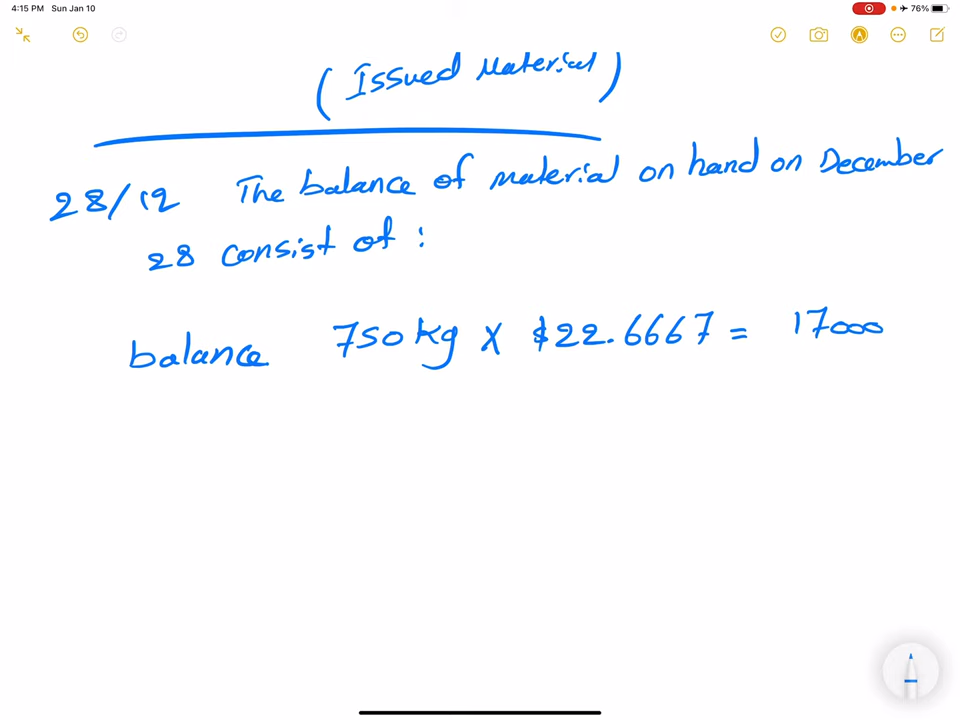 4:15 PM Sun Jan 10 76%
( Issued Material )
28/12 The balance of material on hand on December
28 consist of :
balance 750 kg X $22.6667 = 17000